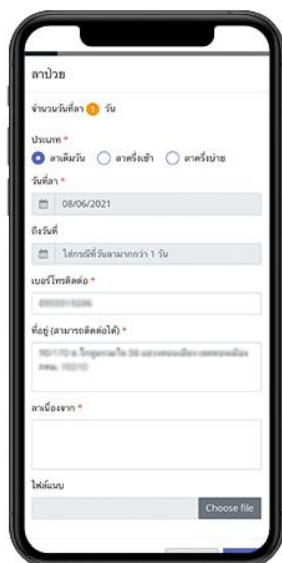 ลาป่วย
จำนวนวันที่ลา 1 วัน
ประเภท *
ลาเต็มวัน ลาครึ่งเช้า ลาครึ่งบ่าย
วันที่ลา *
08/06/2021
ถึงวันที่
ใส่กรณีที่วันลามากกว่า 1 วัน
เบอร์โทรติดต่อ *
ที่อยู่ (สามารถติดต่อได้) *
ลาเนื่องจาก *
ไฟล์แนบ
Choose file